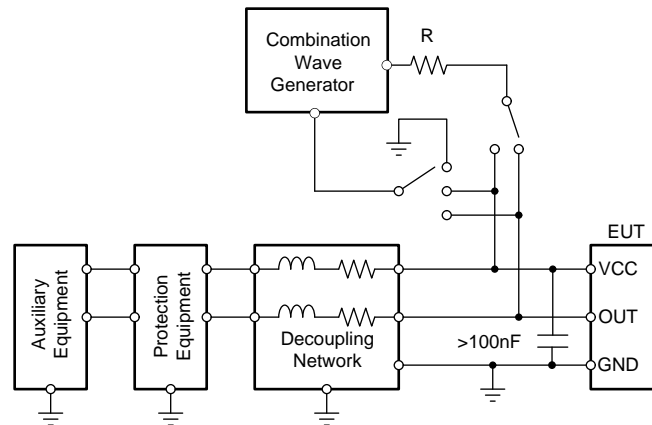 Combination
Wave
Generator
R
EUT
VCC
OUT
GND
>100nF
Auxiliary
Equipment
Protection
Equipment
Decoupling
Network